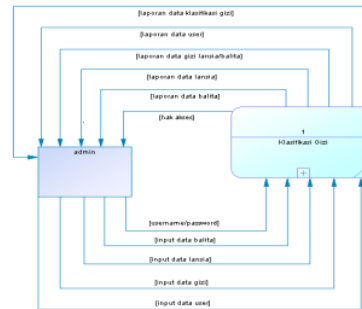 [laporan data klasifikasi gizi]
[laporan data user]
[laporan data gizi lansia/balita]
[laporan data lansia]
[laporan data balita]
[hak akses]
1
Klasifikasi Gizi
admin
[username/password]
[input data balita]
[input data lansia]
[input data gizi]
[input data user]